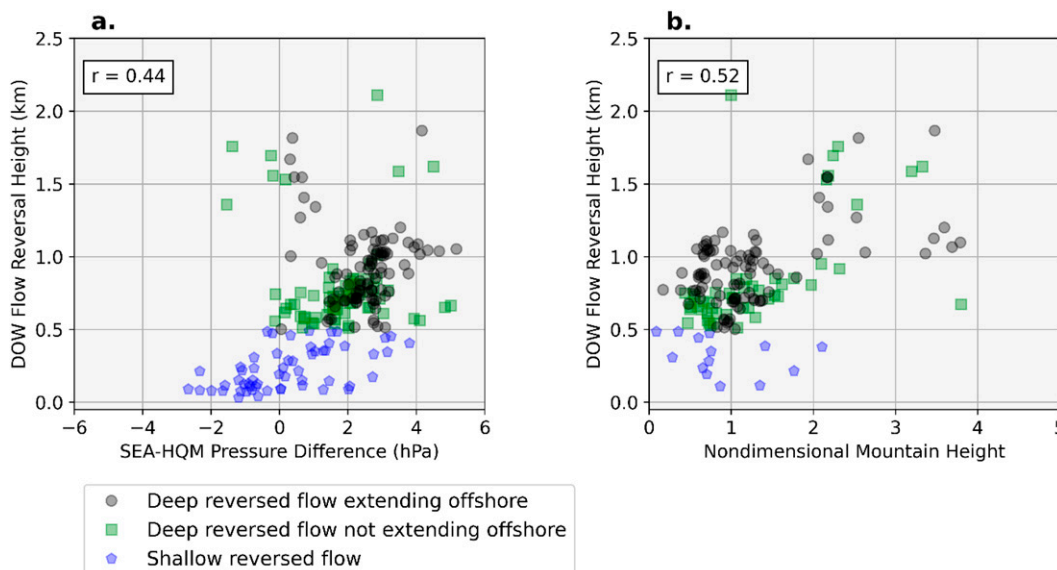 a.
b.
r = 0.44
r = 0.52
DOW Flow Reversal Height (km)
2.5
2.0
1.5
1.0
0.5
0.0
−6 −4 −2 0 2 4 6
SEA-HQM Pressure Difference (hPa)
DOW Flow Reversal Height (km)
2.5
2.0
1.5
1.0
0.5
0.0
0 1 2 3 4 5
Nondimensional Mountain Height
Deep reversed flow extending offshore
Deep reversed flow not extending offshore
Shallow reversed flow